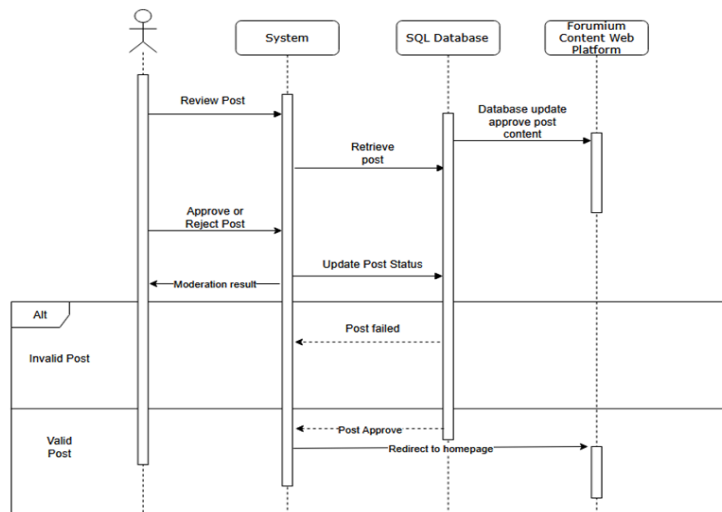 System
SQL Database
Forumium
Content Web
Platform
Review Post
Database update
approve post
content
Retrieve
post
Approve or
Reject Post
Update Post Status
Moderation result
Alt
Post failed
Invalid Post
Post Approve
Valid
Post
Redirect to homepage